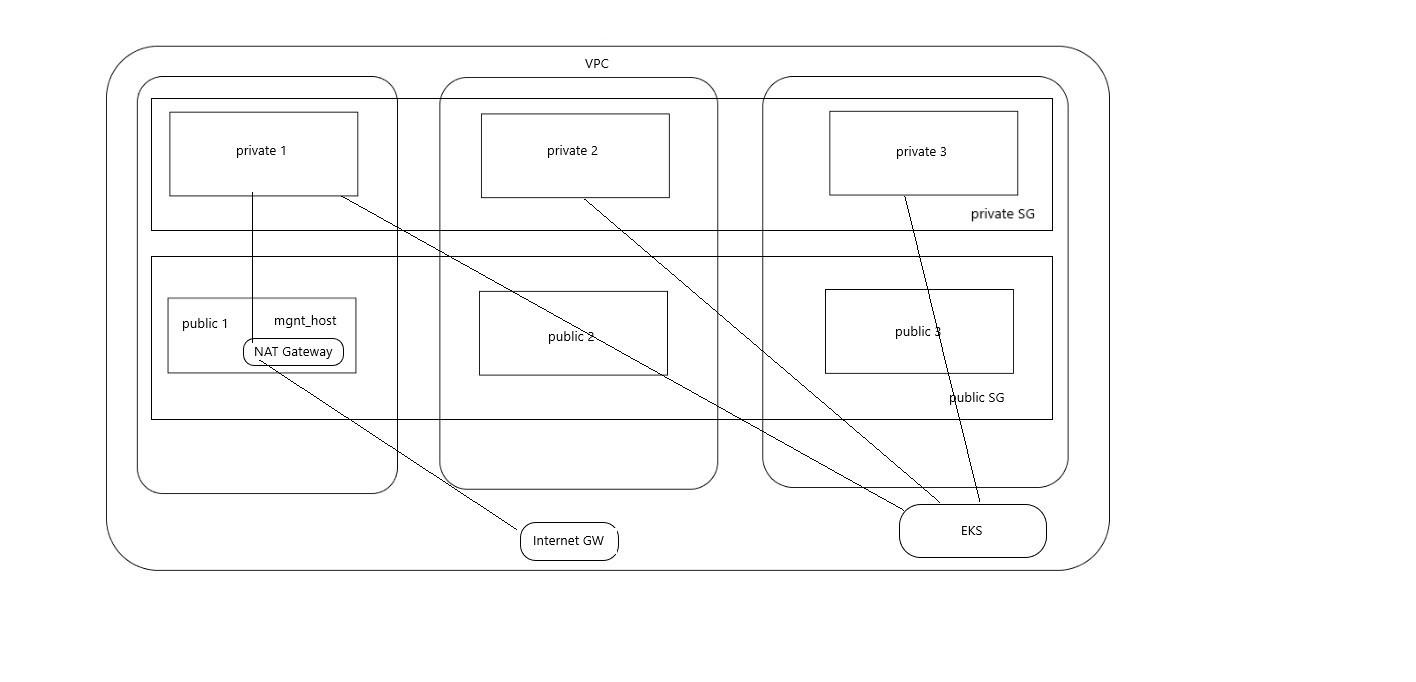 VPC
private 1
private 2
private 3
private SG
public 1
mgnt_host
NAT Gateway
public 2
public 3
public SG
Internet GW
EKS